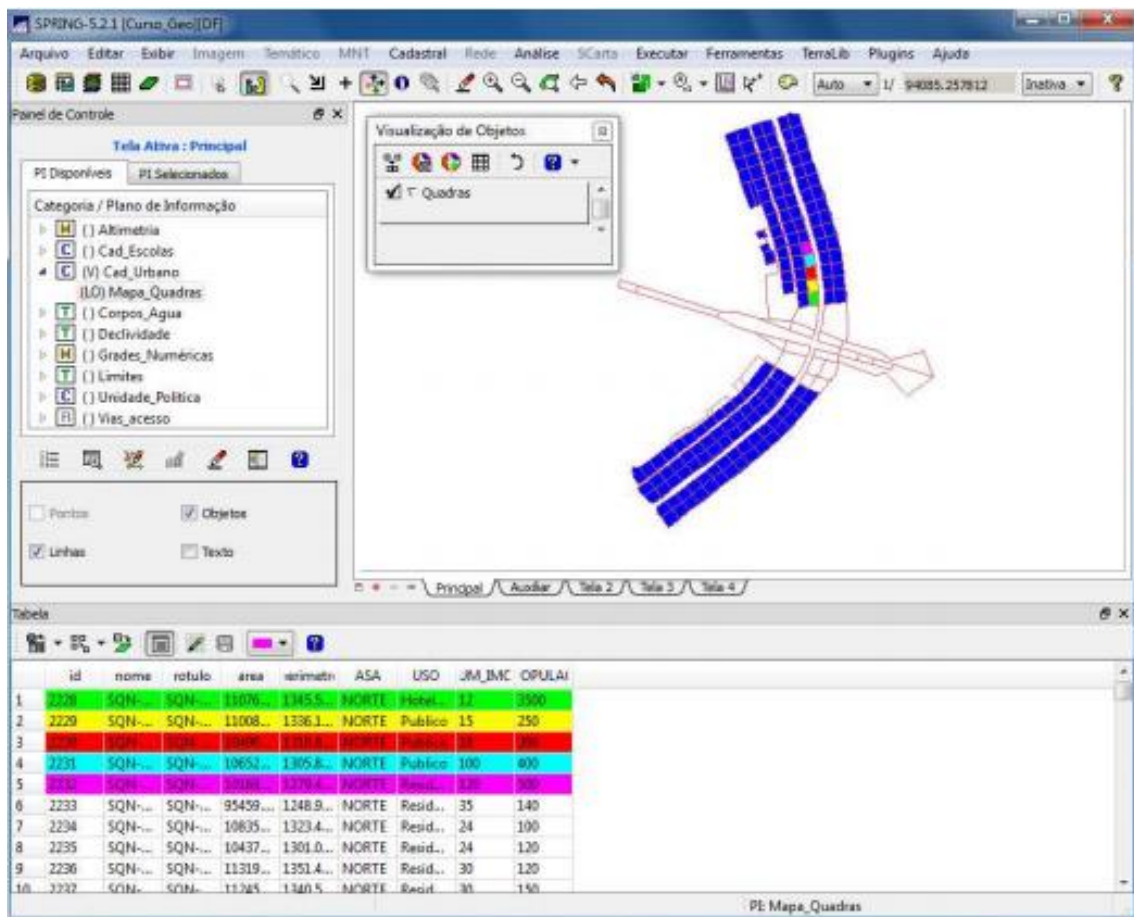 SPRING-5.2.1 [Curso_Geo][DF]
Arquivo Editar Exibir Imagem Temático MNT Cadastral Rede Análise SCarta Executar Ferramentas TerraLib Plugins Ajuda
Auto 1/ 94085.257812 Inativa
Painel de Controle
Tela Ativa : Principal
PI Disponíveis PI Selecionados
Categoria / Plano de Informação
M () Altimetria
C () Cad_Escolas
C (V) Cad_Urbano
(LO) Mapa_Quadras
T () Corpos_Agua
T () Declividade
M () Grades_Numéricas
T () Limites
C () Unidade_Politica
R () Vias_acesso
Pontos Objetos
Linhas Texto
Visualização de Objetos
Quadras
Principal Auxiliar Tela 2 Tela 3 Tela 4
Tabela
id nome rotulo area erimetr ASA USO UM_IMC OPULAI
1 2228 SQN-... SQN-... 11076... 1345.5... NORTE Hotel... 12 3500
2 2229 SQN-... SQN-... 11008... 1336.1... NORTE Publico 15 250
3 NORTE Publico
4 2231 SQN-... SQN-... 10652... 1305.8... NORTE Publico 100 400
5 2232 SQN-... SQN-... NORTE Resid... 120 500
6 2233 SQN-... SQN-... 95459... 1248.9... NORTE Resid... 35 140
7 2234 SQN-... SQN-... 10835... 1323.4... NORTE Resid... 24 100
8 2235 SQN-... SQN-... 10437... 1301.0... NORTE Resid... 24 120
9 2236 SQN-... SQN-... 11319... 1351.4... NORTE Resid... 30 120
10 2237 SQN- SQN- 11245 1340.5 NORTE Resid 30 150
PI: Mapa_Quadras